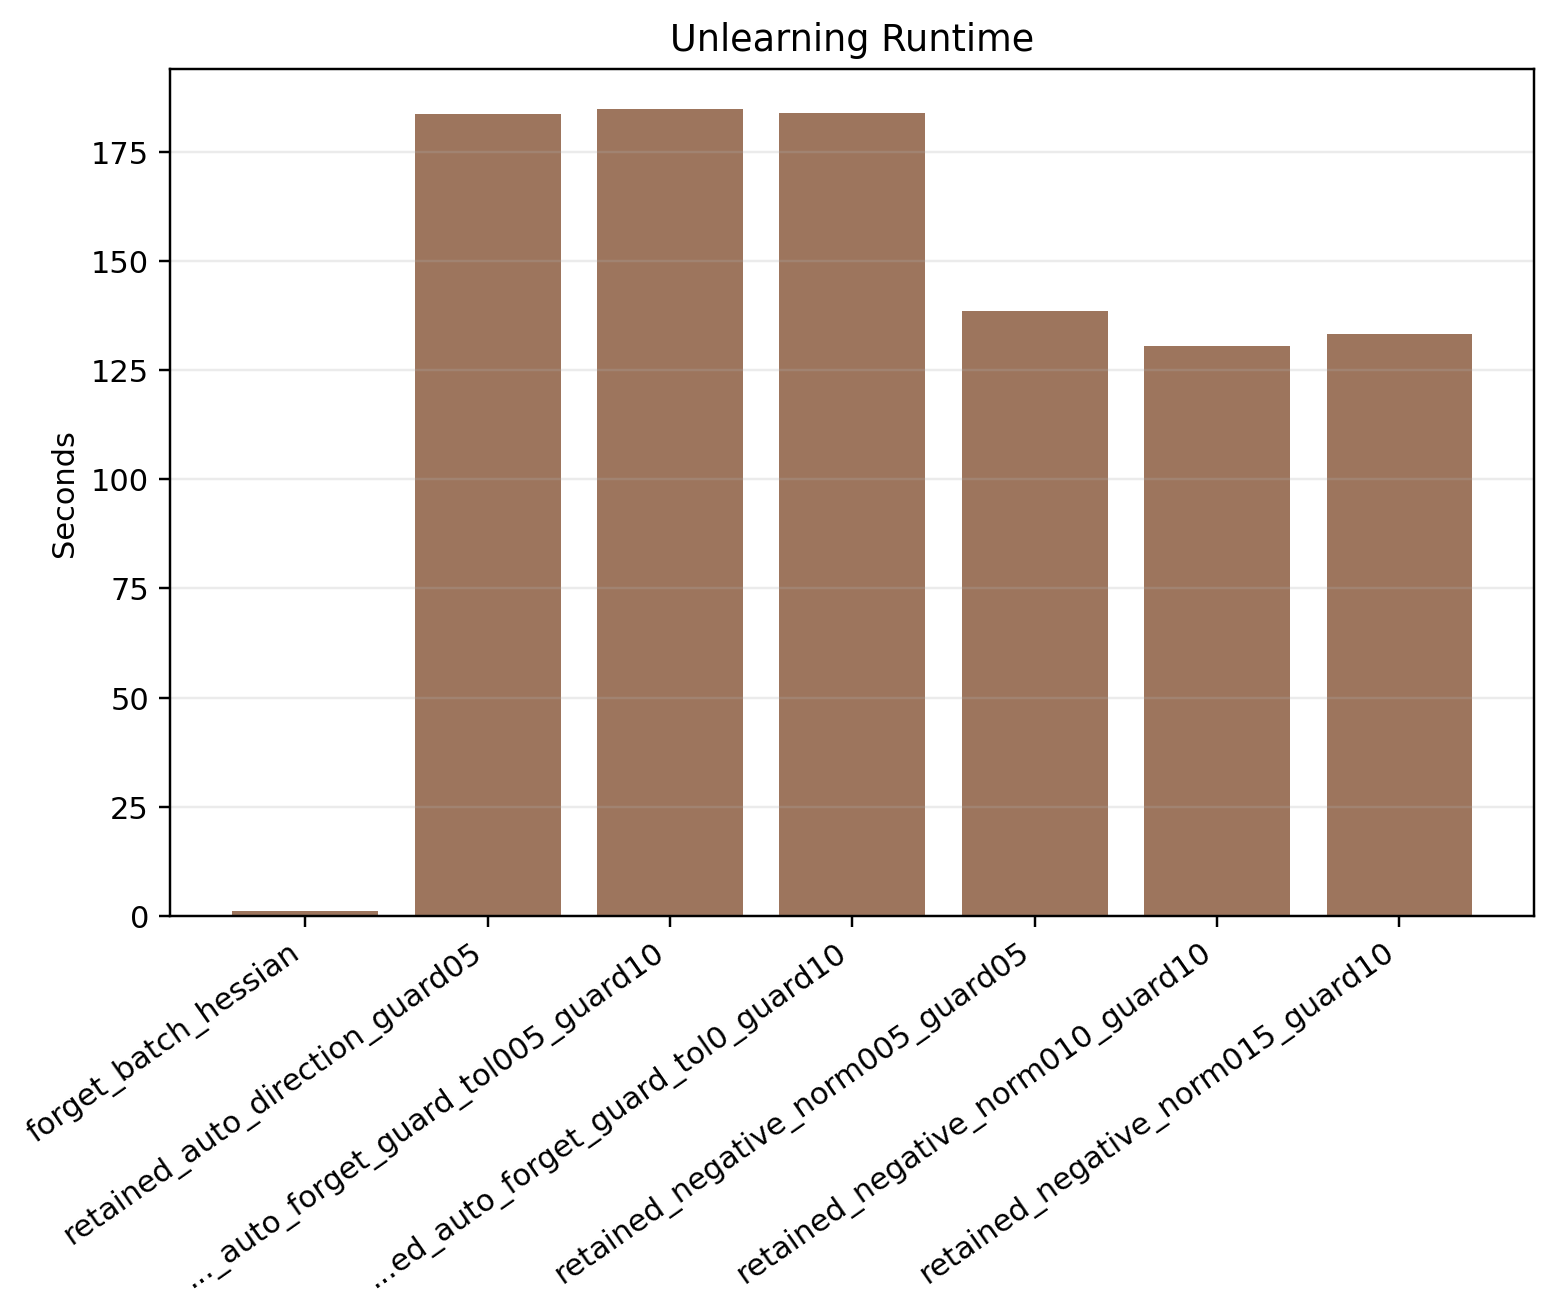 Unlearning Runtime
Seconds
175
150
125
100
75
50
25
0
forget_batch_hessian
retained_auto_direction_guard05
..._auto_forget_guard_tol005_guard10
...ed_auto_forget_guard_tol0_guard10
retained_negative_norm005_guard05
retained_negative_norm010_guard10
retained_negative_norm015_guard10